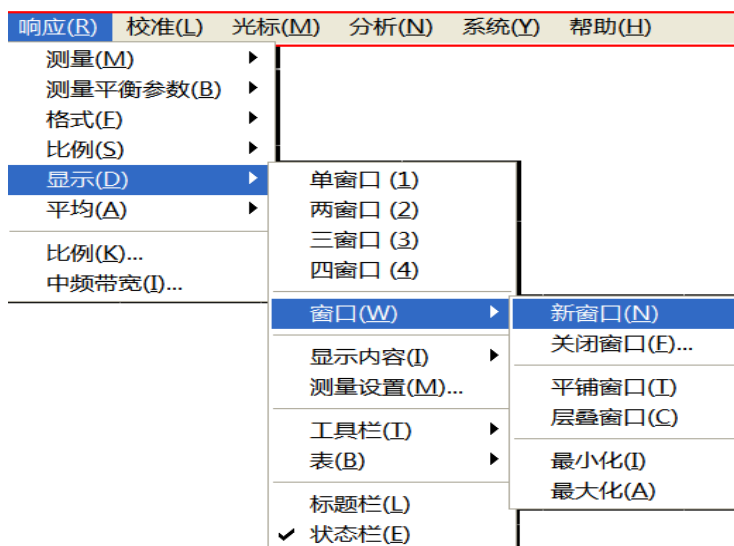 响应(R) 校准(L) 光标(M) 分析(N) 系统(Y) 帮助(H)
测量(M)
测量平衡参数(B)
格式(F)
比例(S)
显示(D)
平均(A)
比例(K)...
中频带宽(I)...
单窗口 (1)
两窗口 (2)
三窗口 (3)
四窗口 (4)
窗口(W)
显示内容(I)
测量设置(M)...
工具栏(T)
表(B)
标题栏(L)
状态栏(E)
新窗口(N)
关闭窗口(F)...
平铺窗口(T)
层叠窗口(C)
最小化(I)
最大化(A)